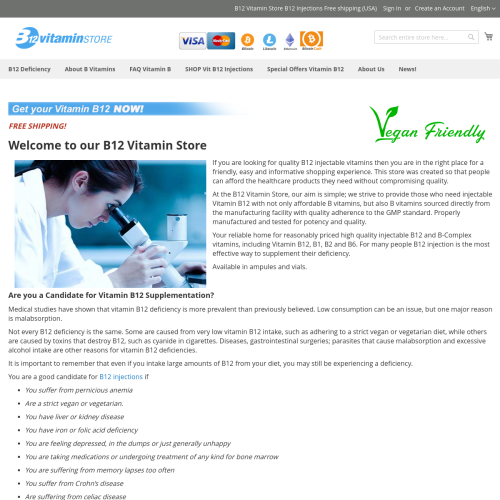 B12 Vitamin Store B12 injections Free shipping (USA) Sign in or Create an Account English
B12 vitaminSTORE
VISA MasterCard Bitcoin Litecoin Ethereum BitcoinCash
Search entire store here...
B12 Deficiency About B Vitamins FAQ Vitamin B SHOP Vit B12 Injections Special Offers Vitamin B12 About Us News!
Get your Vitamin B12 NOW!
FREE SHIPPING!
Vegan Friendly
Welcome to our B12 Vitamin Store
If you are looking for quality B12 injectable vitamins then you are in the right place for a
friendly, easy and informative shopping experience. This store was created so that people
can afford the healthcare products they need without compromising quality.
At the B12 Vitamin Store, our aim is simple; we strive to provide those who need injectable
Vitamin B12 with not only affordable B vitamins, but also B vitamins sourced directly from
the manufacturing facility with quality adherence to the GMP standard. Properly
manufactured and tested for potency and quality.
Your reliable home for reasonably priced high quality injectable B12 and B-Complex
vitamins, including Vitamin B12, B1, B2 and B6. For many people B12 injection is the most
effective way to supplement their deficiency.
Available in ampules and vials.
Are you a Candidate for Vitamin B12 Supplementation?
Medical studies have shown that vitamin B12 deficiency is more prevalent than previously believed. Low consumption can be an issue, but one major reason
is malabsorption.
Not every B12 deficiency is the same. Some are caused from very low vitamin B12 intake, such as adhering to a strict vegan or vegetarian diet, while others
are caused by toxins that destroy B12, such as cyanide in cigarettes. Diseases, gastrointestinal surgeries; parasites that cause malabsorption and excessive
alcohol intake are other reasons for vitamin B12 deficiencies.
It is important to remember that even if you intake large amounts of B12 from your diet, you may still be experiencing a deficiency.
You are a good candidate for B12 injections if
You suffer from pernicious anemia
Are a strict vegan or vegetarian.
You have liver or kidney disease
You have iron or folic acid deficiency
You are feeling depressed, in the dumps or just generally unhappy
You are taking medications or undergoing treatment of any kind for bone marrow
You are suffering from memory lapses too often
You suffer from Crohn's disease
Are suffering from celiac disease